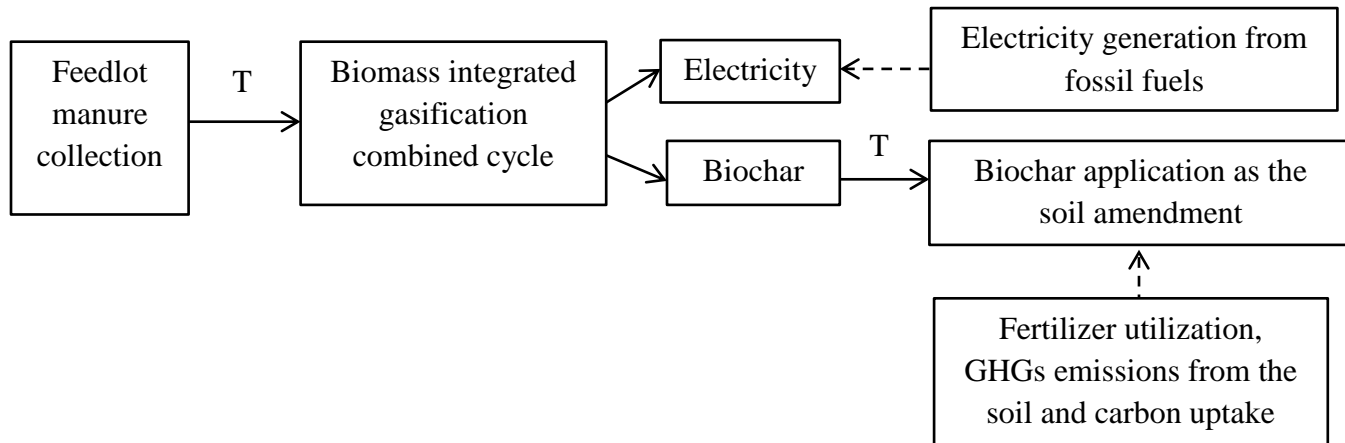 Feedlot
manure
collection
T
Biomass integrated
gasification
combined cycle
Electricity
Electricity generation from
fossil fuels
Biochar
T
Biochar application as the
soil amendment
Fertilizer utilization,
GHGs emissions from the
soil and carbon uptake